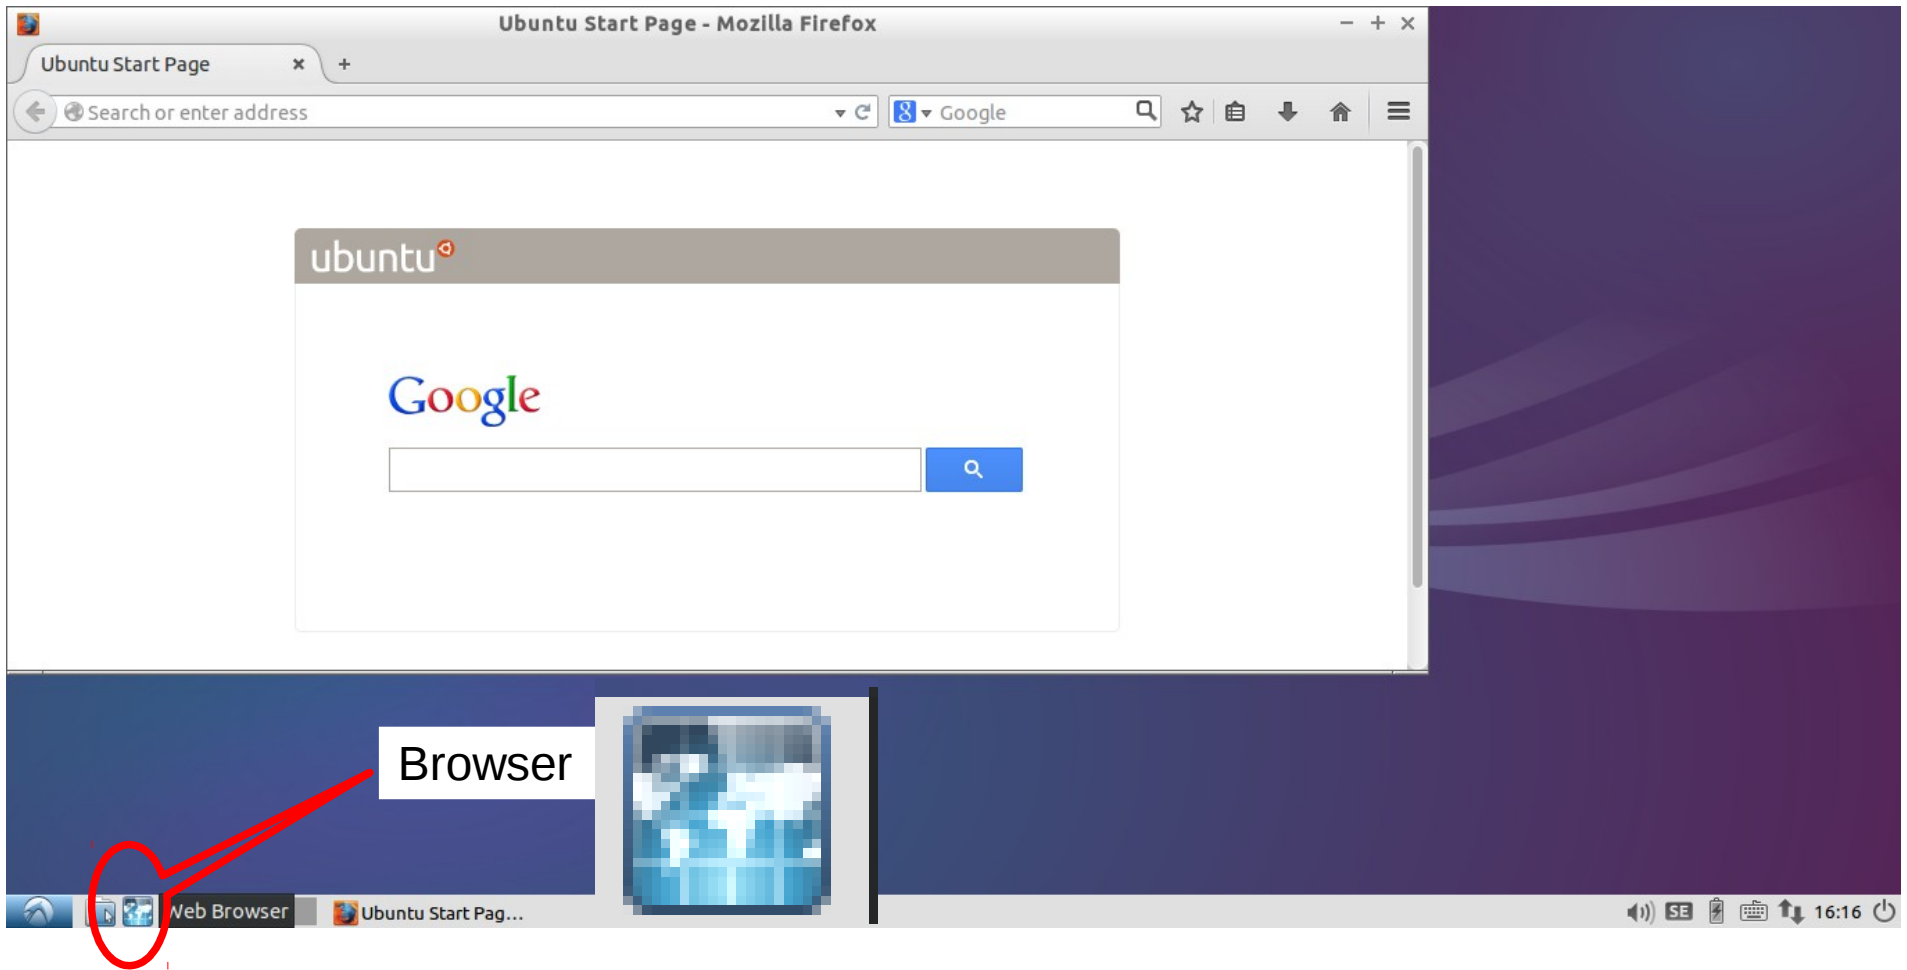 Ubuntu Start Page - Mozilla Firefox
Ubuntu Start Page
Search or enter address
8 Google
ubuntu
Google
Browser
Web Browser
Ubuntu Start Pag...
SE 16:16